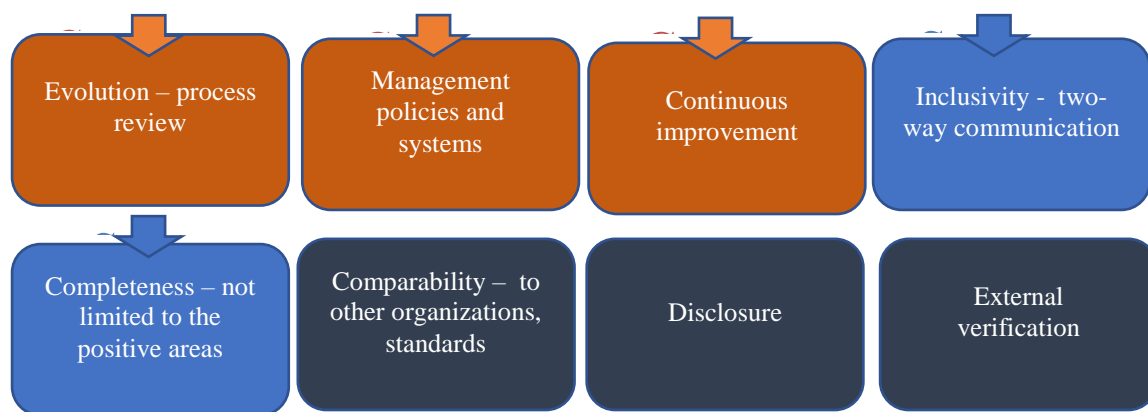 Evolution – process
review
Management
policies and
systems
Continuous
improvement
Inclusivity -  two-
way communication
Completeness – not
limited to the
positive areas
Comparability –  to
other organizations,
standards
Disclosure
External
verification